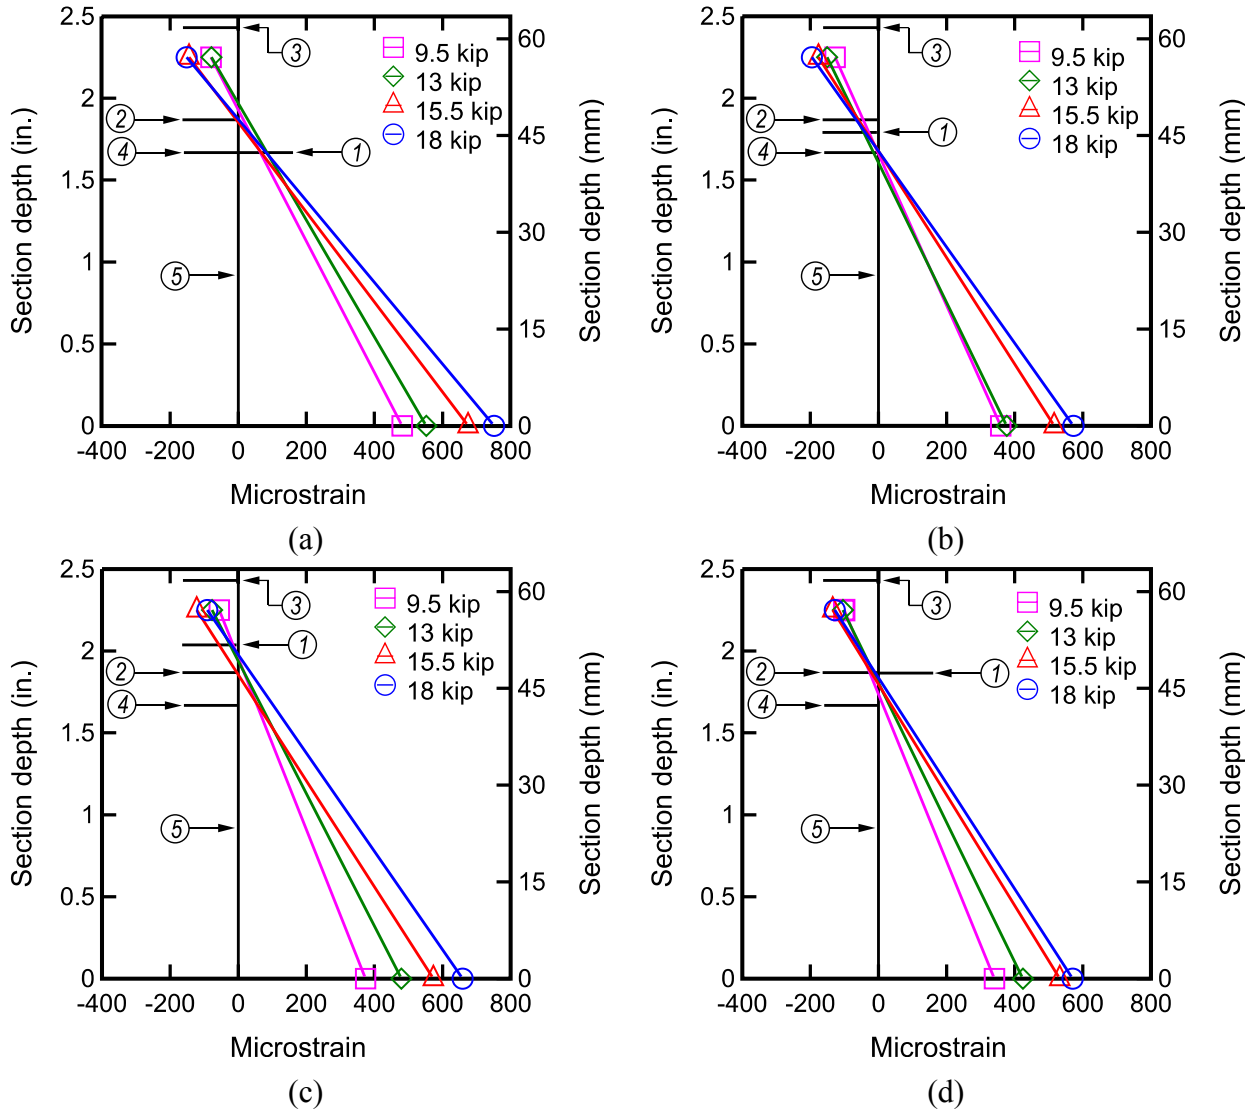 2.5
2
1.5
1
0.5
0
Section depth (in.)
60
45
30
15
0
Section depth (mm)
3
2
4
1
5
9.5 kip
13 kip
15.5 kip
18 kip
-400 -200 0 200 400 600 800
Microstrain
(a)
2.5
2
1.5
1
0.5
0
Section depth (in.)
60
45
30
15
0
Section depth (mm)
3
2
1
4
5
9.5 kip
13 kip
15.5 kip
18 kip
-400 -200 0 200 400 600 800
Microstrain
(b)
2.5
2
1.5
1
0.5
0
Section depth (in.)
60
45
30
15
0
Section depth (mm)
3
1
2
4
5
9.5 kip
13 kip
15.5 kip
18 kip
-400 -200 0 200 400 600 800
Microstrain
(c)
2.5
2
1.5
1
0.5
0
Section depth (in.)
60
45
30
15
0
Section depth (mm)
3
2
1
4
5
9.5 kip
13 kip
15.5 kip
18 kip
-400 -200 0 200 400 600 800
Microstrain
(d)